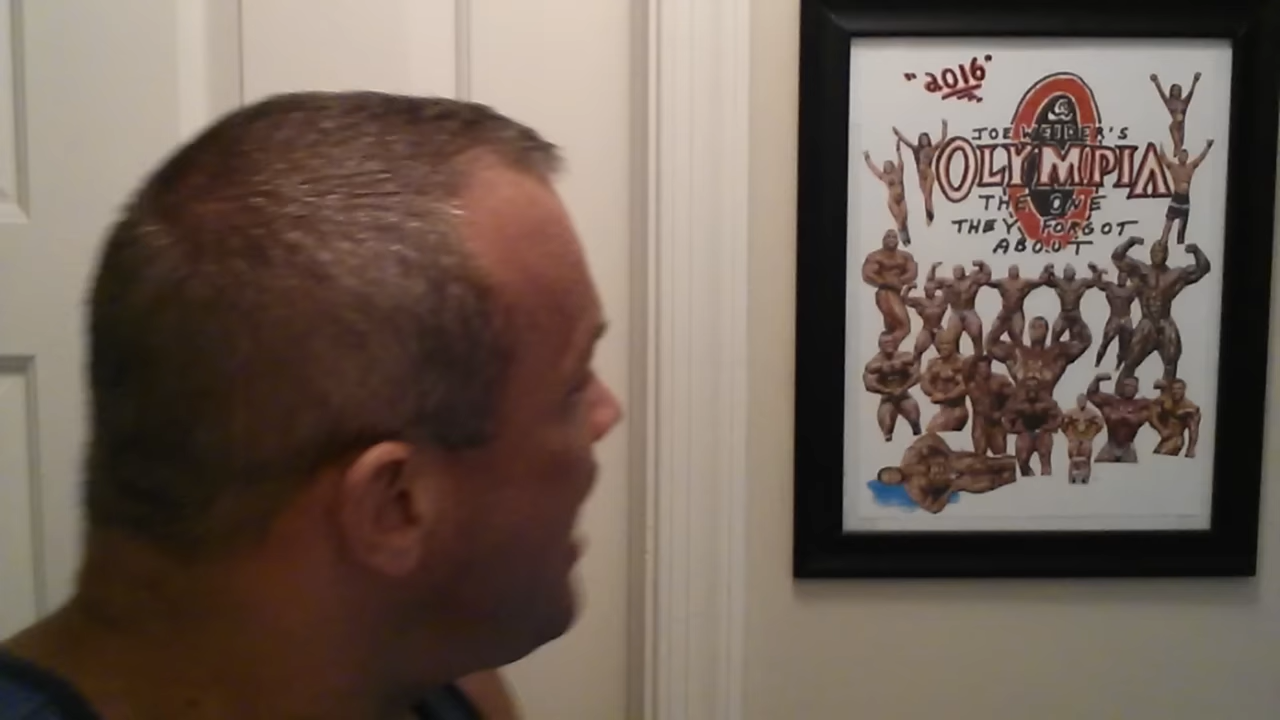 "2016"
JOE WEIDER'S
OLYMPIA
THE ONE
THEY FORGOT
ABOUT